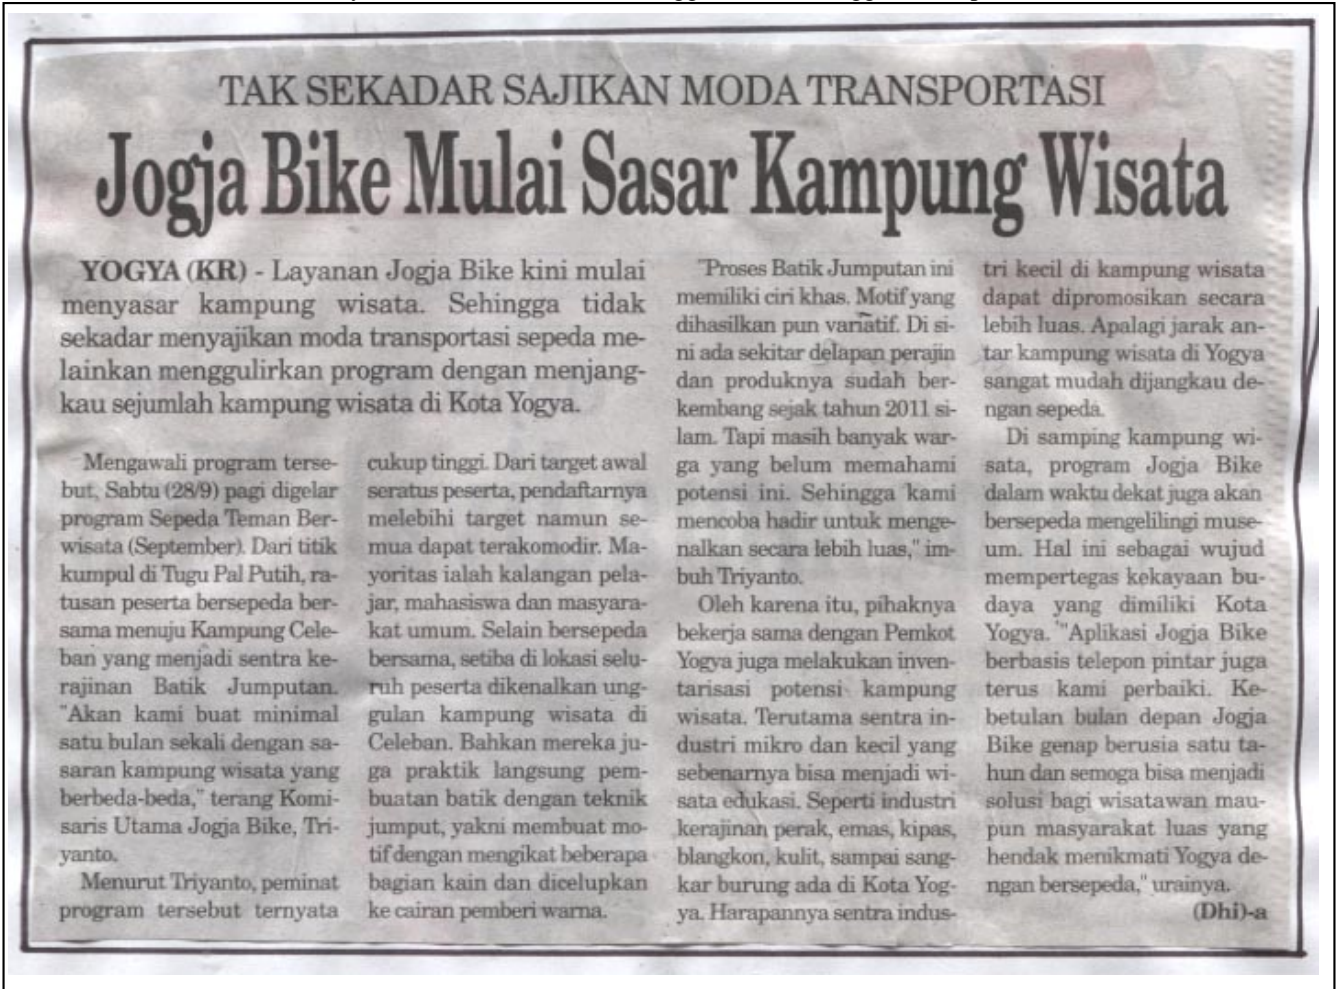 TAK SEKADAR SAJIKAN MODA TRANSPORTASI
Jogja Bike Mulai Sasar Kampung Wisata
YOGYA (KR) - Layanan Jogja Bike kini mulai
menyasar kampung wisata. Sehingga tidak
sekadar menyajikan moda transportasi sepeda me-
lainkan menggulirkan program dengan menjang-
kau sejumlah kampung wisata di Kota Yogya.
Mengawali program terse-
but, Sabtu (28/9) pagi digelar
program Sepeda Teman Ber-
wisata (September). Dari titik
kumpul di Tugu Pal Putih, ra-
tusan peserta bersepeda ber-
sama menuju Kampung Cele-
ban yang menjadi sentra ke-
rajinan Batik Jumputan.
"Akan kami buat minimal
satu bulan sekali dengan sa-
saran kampung wisata yang
berbeda-beda," terang Komi-
saris Utama Jogja Bike, Tri-
yanto.
Menurut Triyanto, peminat
program tersebut ternyata
cukup tinggi. Dari target awal
seratus peserta, pendaftarnya
melebihi target namun se-
mua dapat terakomodir. Ma-
yoritas ialah kalangan pela-
jar, mahasiswa dan masyara-
kat umum. Selain bersepeda
bersama, setiba di lokasi selu-
ruh peserta dikenalkan ung-
gulan kampung wisata di
Celeban. Bahkan mereka ju-
ga praktik langsung pem-
buatan batik dengan teknik
jumput, yakni membuat mo-
tif dengan mengikat beberapa
bagian kain dan dicelupkan
ke cairan pemberi warna.
"Proses Batik Jumputan ini
memiliki ciri khas. Motif yang
dihasilkan pun variatif. Di si-
ni ada sekitar delapan perajin
dan produknya sudah ber-
kembang sejak tahun 2011 si-
lam. Tapi masih banyak war-
ga yang belum memahami
potensi ini. Sehingga kami
mencoba hadir untuk menge-
nalkan secara lebih luas," im-
buh Triyanto.
Oleh karena itu, pihaknya
bekerja sama dengan Pemkot
Yogya juga melakukan inven-
tarisasi potensi kampung
wisata. Terutama sentra in-
dustri mikro dan kecil yang
sebenarnya bisa menjadi wi-
sata edukasi. Seperti industri
kerajinan perak, emas, kipas,
blangkon, kulit, sampai sang-
kar burung ada di Kota Yog-
ya. Harapannya sentra indus-
tri kecil di kampung wisata
dapat dipromosikan secara
lebih luas. Apalagi jarak an-
tar kampung wisata di Yogya
sangat mudah dijangkau de-
ngan sepeda.
Di samping kampung wi-
sata, program Jogja Bike
dalam waktu dekat juga akan
bersepeda mengelilingi muse-
um. Hal ini sebagai wujud
mempertegas kekayaan bu-
daya yang dimiliki Kota
Yogya. "Aplikasi Jogja Bike
berbasis telepon pintar juga
terus kami perbaiki. Ke-
betulan bulan depan Jogja
Bike genap berusia satu ta-
hun dan semoga bisa menjadi
solusi bagi wisatawan mau-
pun masyarakat luas yang
hendak menikmati Yogya de-
ngan bersepeda," urainya.
(Dhi)-a